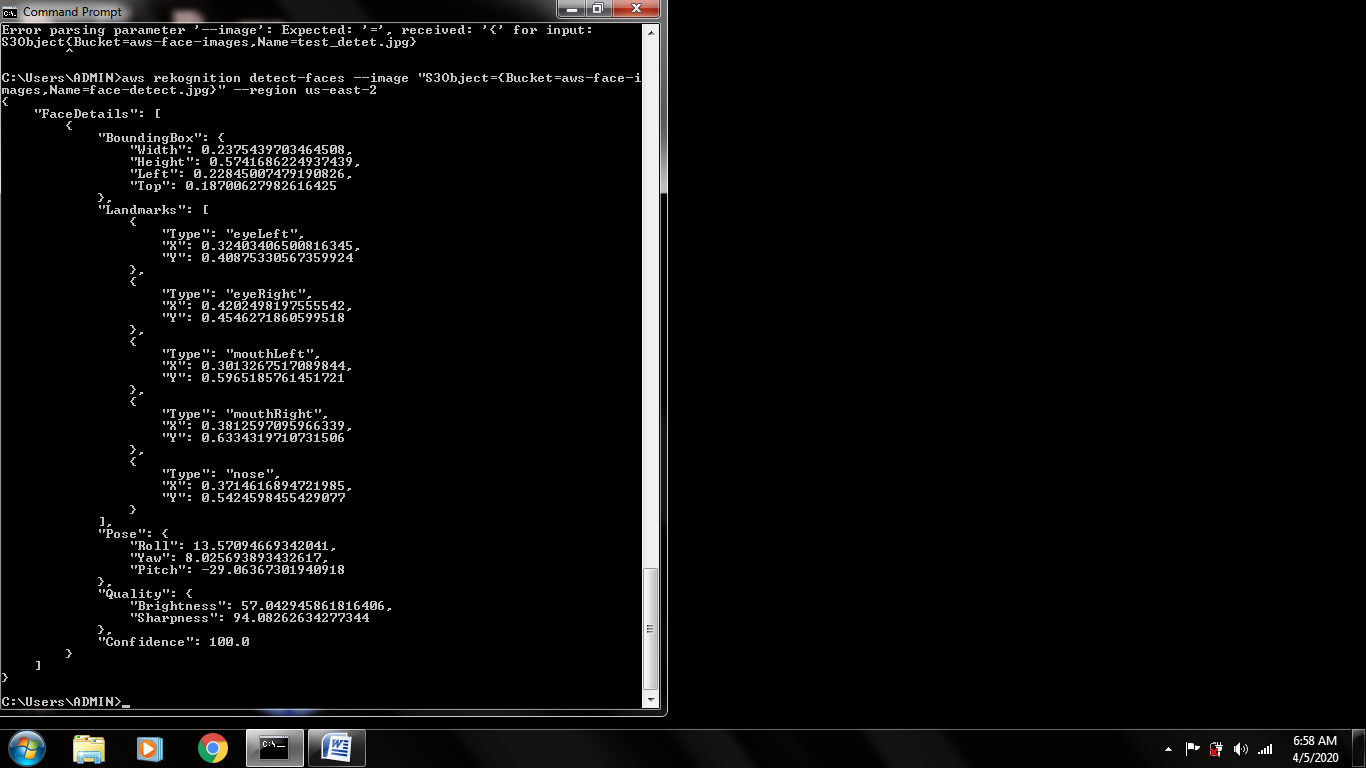 Command Prompt
Error parsing parameter '--image': Expected: '=', received: '{' for input:
S3Object{Bucket=aws-face-images,Name=test_detet.jpg}
        ^
C:\Users\ADMIN>aws rekognition detect-faces --image "S3Object={Bucket=aws-face-i
mages,Name=face-detect.jpg}" --region us-east-2
{
    "FaceDetails": [
        {
            "BoundingBox": {
                "Width": 0.2375439703464508,
                "Height": 0.5741686224937439,
                "Left": 0.22845007479190826,
                "Top": 0.18700627982616425
            },
            "Landmarks": [
                {
                    "Type": "eyeLeft",
                    "X": 0.32403406500816345,
                    "Y": 0.40875330567359924
                },
                {
                    "Type": "eyeRight",
                    "X": 0.4202498197555542,
                    "Y": 0.4546271860599518
                },
                {
                    "Type": "mouthLeft",
                    "X": 0.3013267517089844,
                    "Y": 0.5965185761451721
                },
                {
                    "Type": "mouthRight",
                    "X": 0.3812597095966339,
                    "Y": 0.6334319710731506
                },
                {
                    "Type": "nose",
                    "X": 0.3714616894721985,
                    "Y": 0.5424598455429077
                }
            ],
            "Pose": {
                "Roll": 13.57094669342041,
                "Yaw": 8.025693893432617,
                "Pitch": -29.06367301940918
            },
            "Quality": {
                "Brightness": 57.042945861816406,
                "Sharpness": 94.08262634277344
            },
            "Confidence": 100.0
        }
    ]
}
C:\Users\ADMIN>_
6:58 AM
4/5/2020